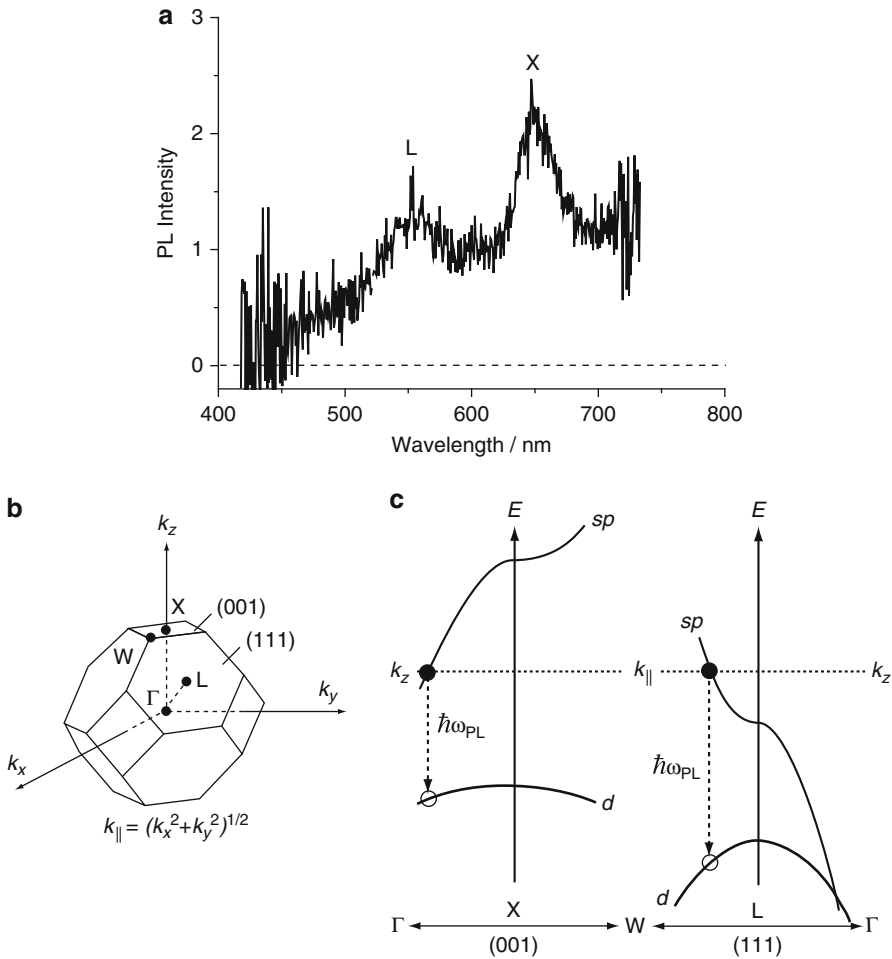 a
3
2
1
0
PL Intensity
L
X
400 500 600 700 800
Wavelength / nm
b
k_z
X
(001)
(111)
W
L
Γ
k_y
k_x
k_∥ = (k_x^2+k_y^2)^1/2
c
E
sp
k_z
ħω_PL
d
Γ X W
(001)
E
sp
k_∥
k_z
ħω_PL
d
L Γ
(111)